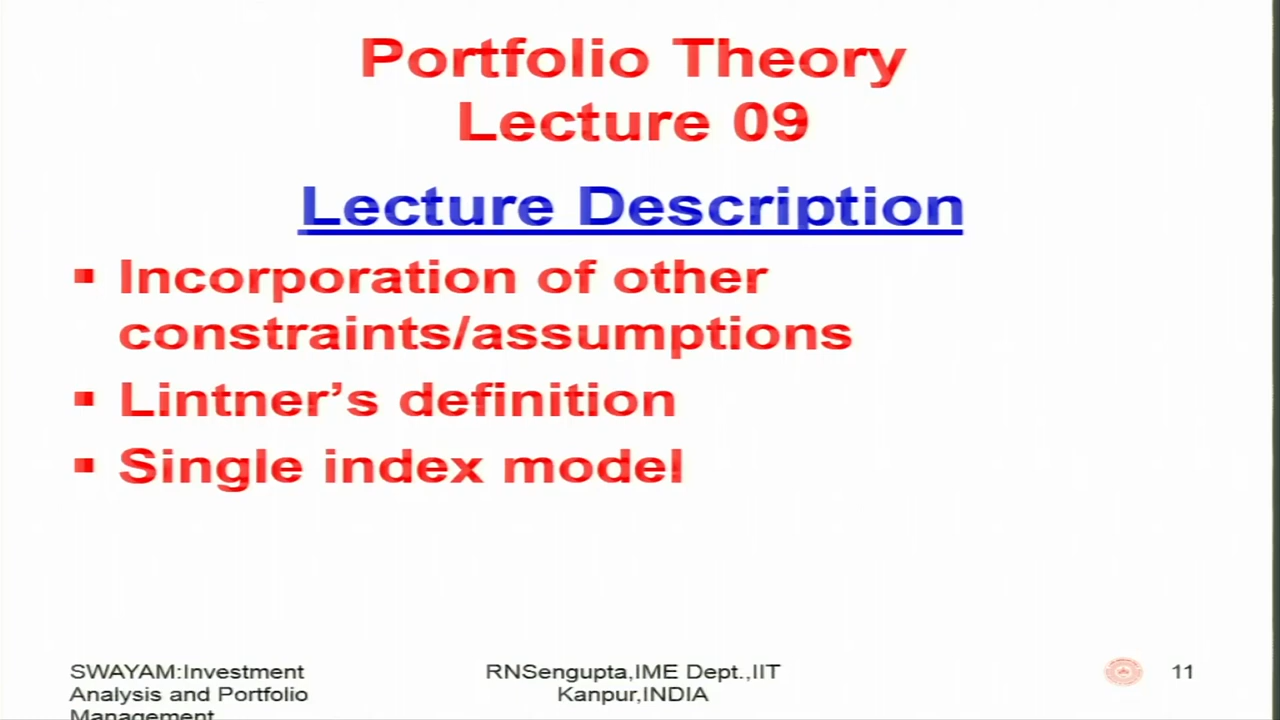 Portfolio Theory
Lecture 09
Lecture Description
▪ Incorporation of other
constraints/assumptions
▪ Lintner’s definition
▪ Single index model
SWAYAM:Investment
Analysis and Portfolio
Management
RNSengupta,IME Dept.,IIT
Kanpur,INDIA
11